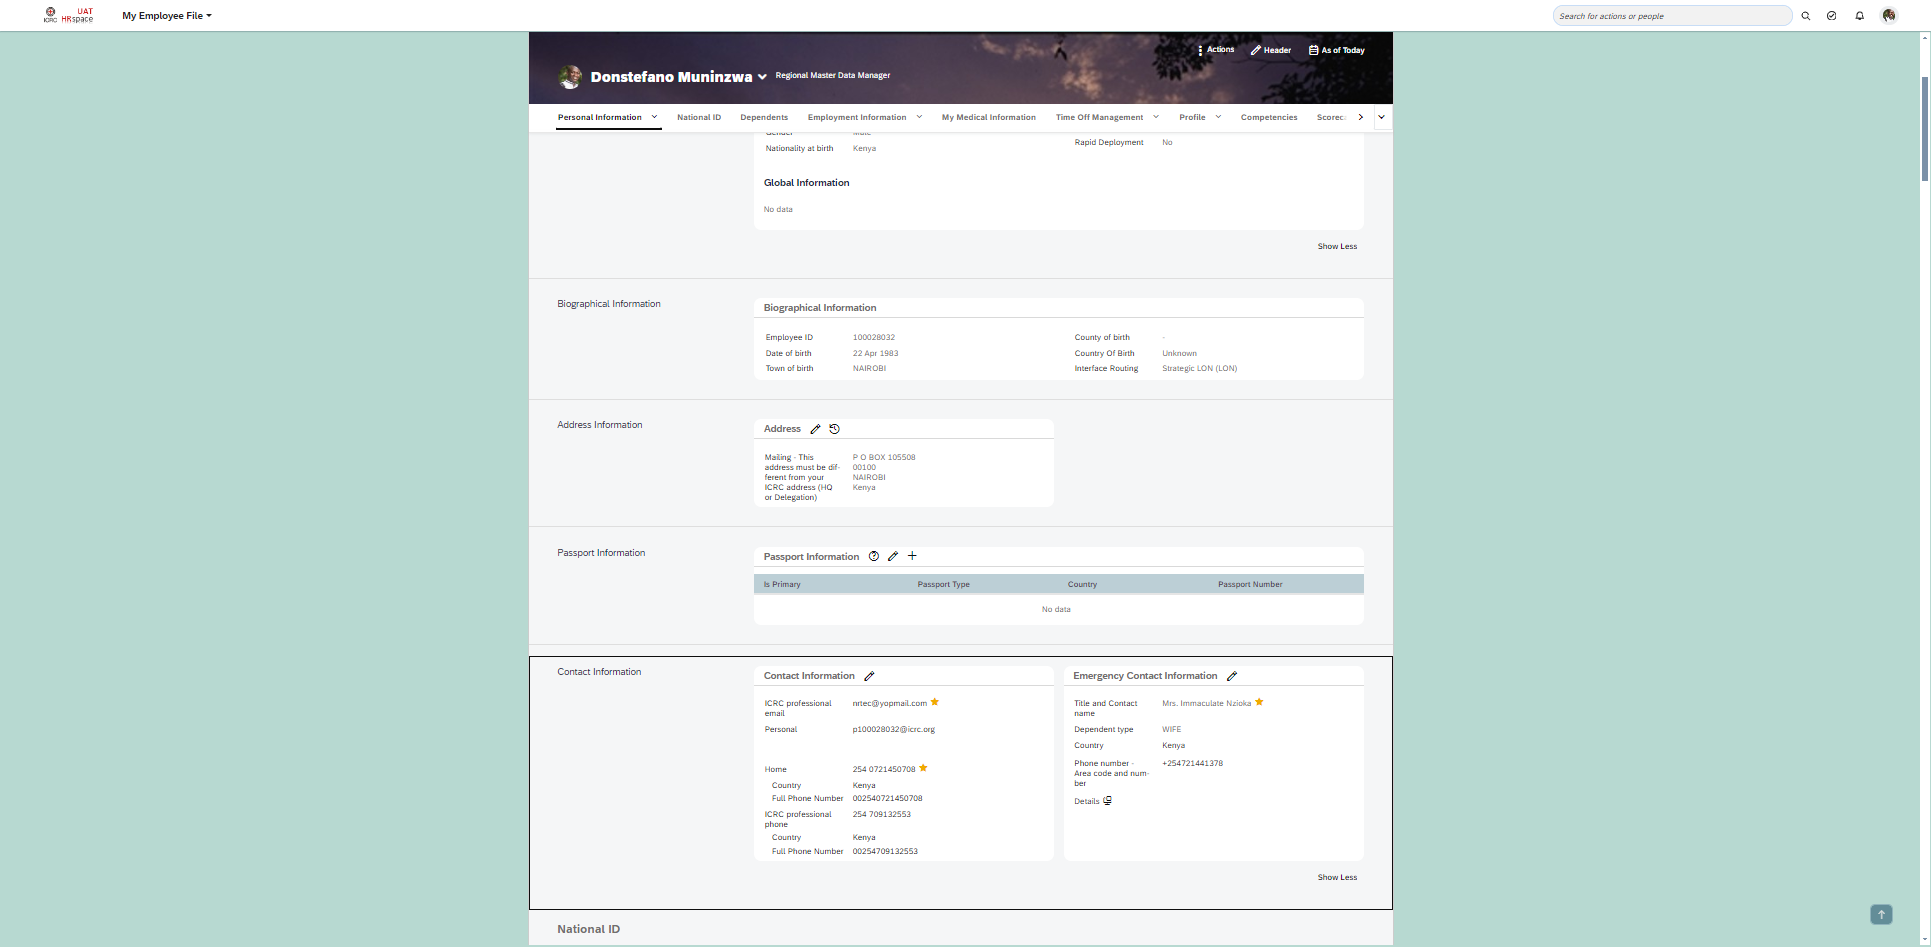 ICRC
UAT
HRspace
My Employee File
Search for actions or people
Actions
Header
As of Today
Donstefano Muninzwa
Regional Master Data Manager
Personal Information
National ID
Dependents
Employment Information
My Medical Information
Time Off Management
Profile
Competencies
Scorec
Gender
Male
Nationality at birth
Kenya
Rapid Deployment
No
Global Information
No data
Show Less
Biographical Information
Biographical Information
Employee ID
100028032
Date of birth
22 Apr 1983
Town of birth
NAIROBI
County of birth
-
Country Of Birth
Unknown
Interface Routing
Strategic LON (LON)
Address Information
Address
Mailing - This
address must be dif-
ferent from your
ICRC address (HQ
or Delegation)
P O BOX 105508
00100
NAIROBI
Kenya
Passport Information
Passport Information
Is Primary
Passport Type
Country
Passport Number
No data
Contact Information
Contact Information
ICRC professional
email
nrtec@yopmail.com
Personal
p100028032@icrc.org
Home
254 0721450708
Country
Kenya
Full Phone Number
002540721450708
ICRC professional
phone
254 709132553
Country
Kenya
Full Phone Number
00254709132553
Emergency Contact Information
Title and Contact
name
Mrs. Immaculate Nzioka
Dependent type
WIFE
Country
Kenya
Phone number -
Area code and num-
ber
+254721441378
Details
Show Less
National ID